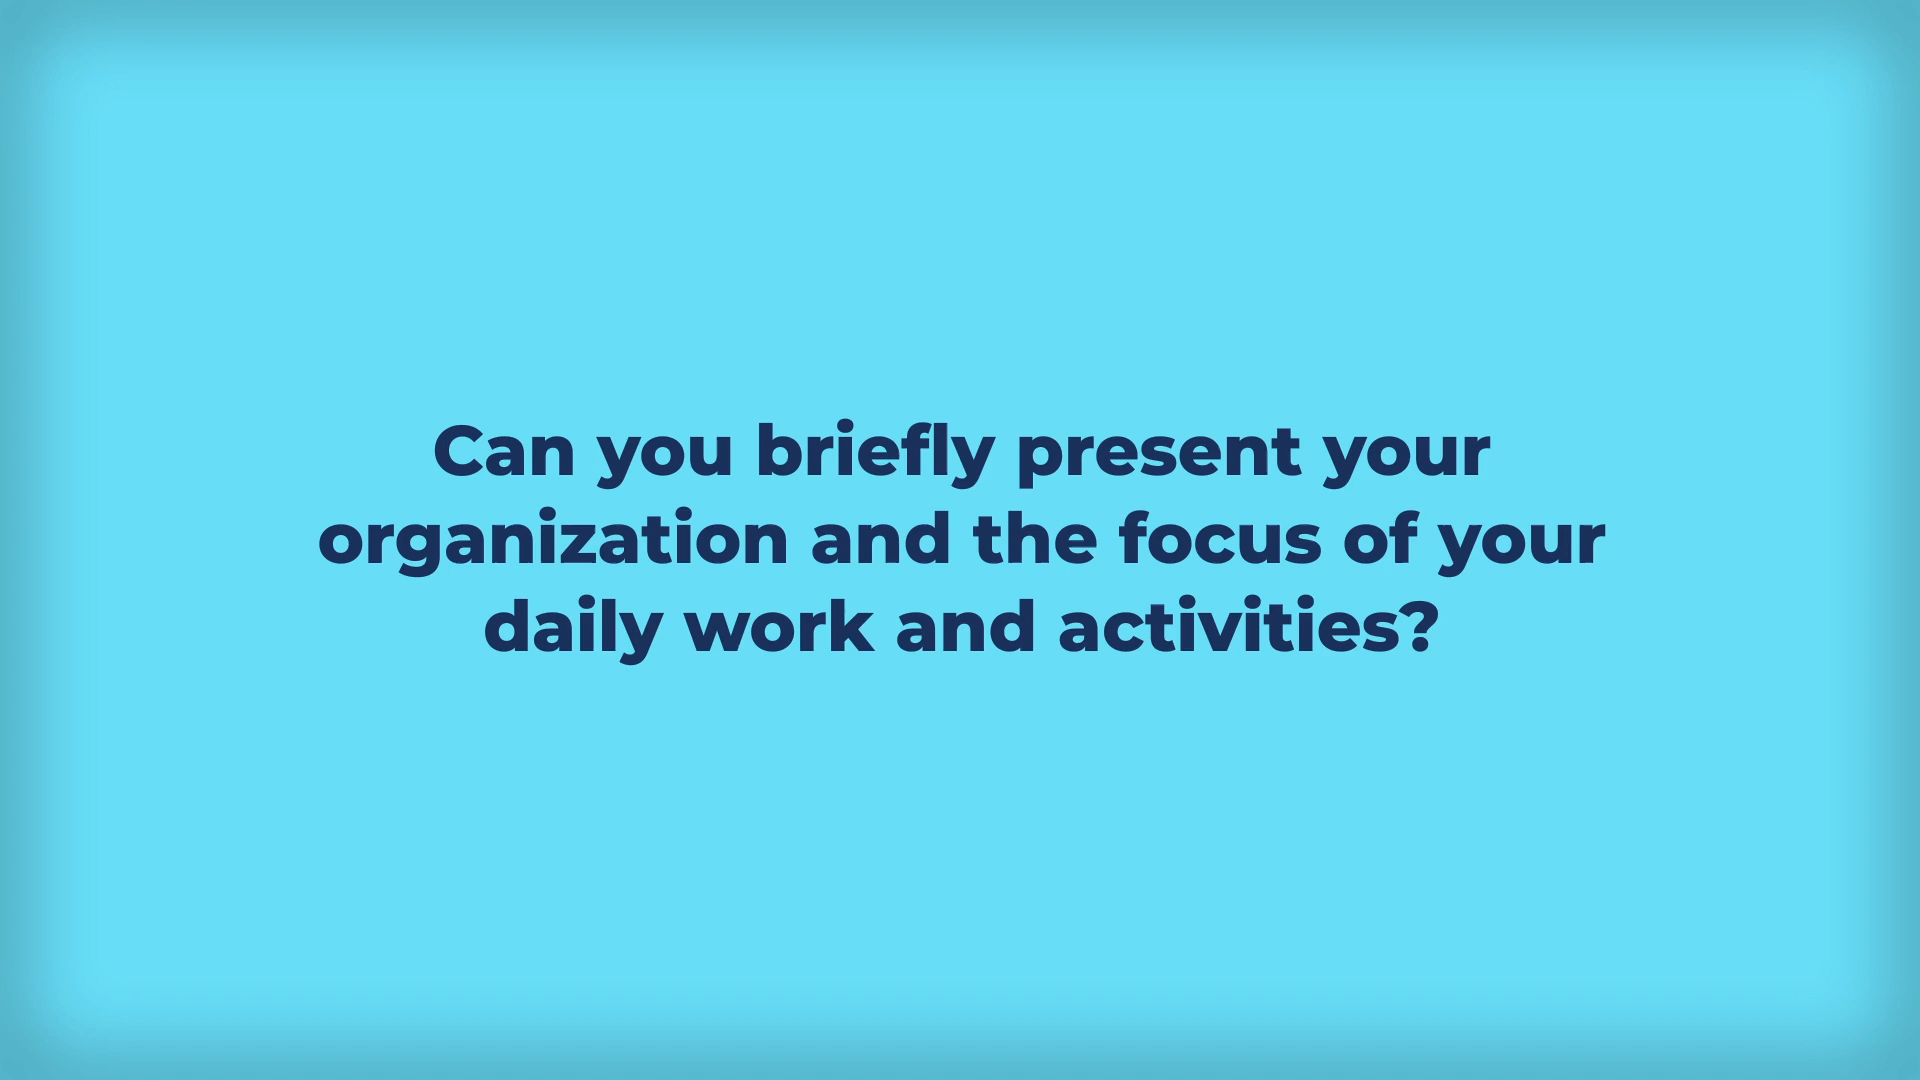 Can you briefly present your
organization and the focus of your
daily work and activities?